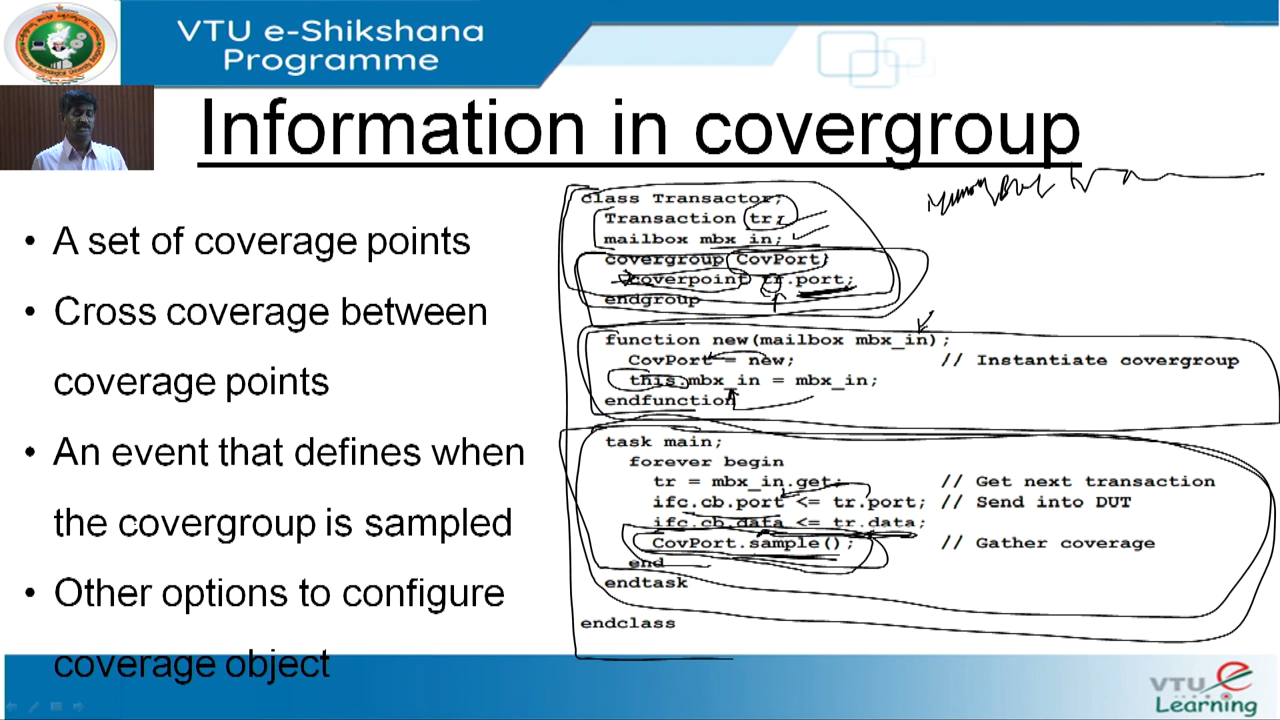 VTU e-Shikshana
Programme
Information in covergroup
• A set of coverage points
• Cross coverage between
coverage points
• An event that defines when
the covergroup is sampled
• Other options to configure
coverage object
class Transactor;
Transaction tr;
mailbox mbx_in;
covergroup CovPort;
coverpoint tr.port;
endgroup
function new(mailbox mbx_in);
CovPort = new; // Instantiate covergroup
this.mbx_in = mbx_in;
endfunction
task main;
forever begin
tr = mbx_in.get; // Get next transaction
ifc.cb.port <= tr.port; // Send into DUT
ifc.cb.data <= tr.data;
CovPort.sample(); // Gather coverage
end
endtask
endclass
VTU e
Learning